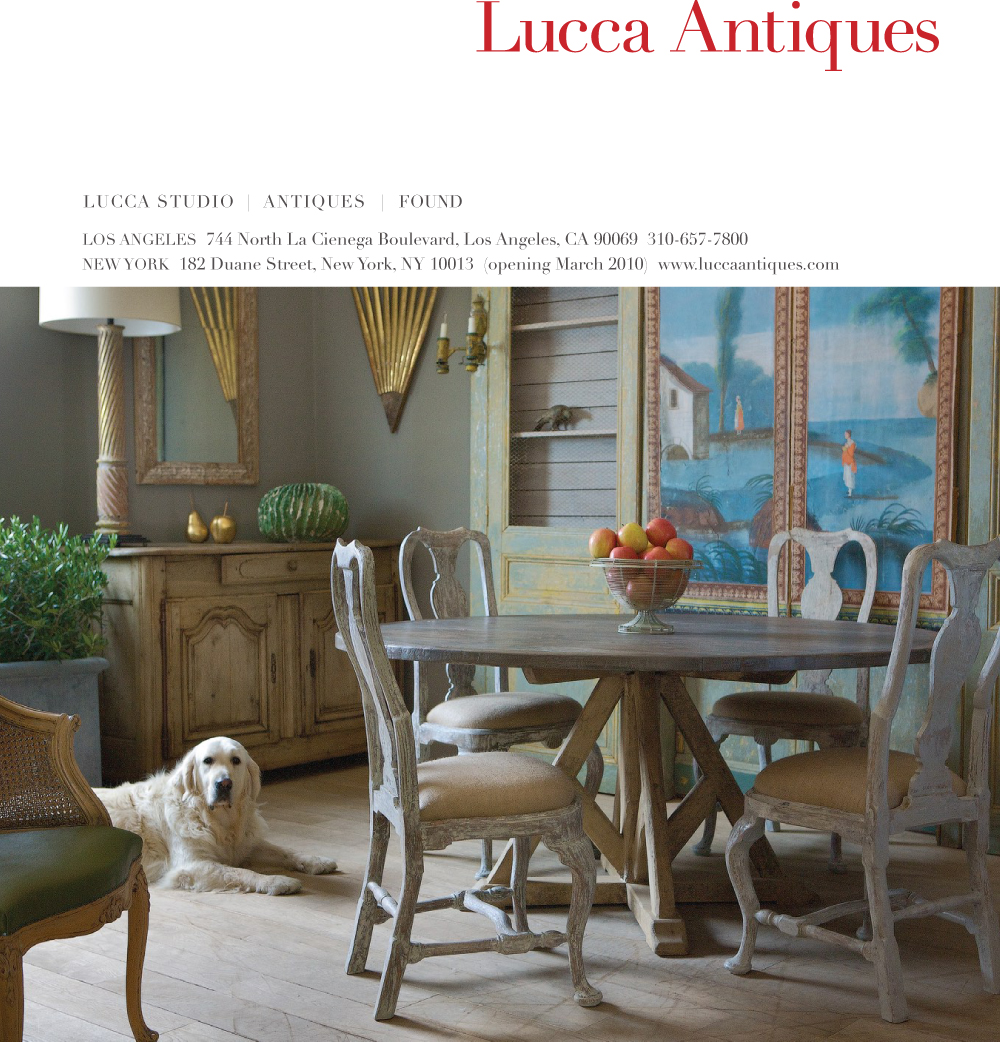 Lucca Antiques
LUCCA STUDIO | ANTIQUES | FOUND
LOS ANGELES 744 North La Cienega Boulevard, Los Angeles, CA 90069 310-657-7800
NEW YORK 182 Duane Street, New York, NY 10013 (opening March 2010) www.luccaantiques.com